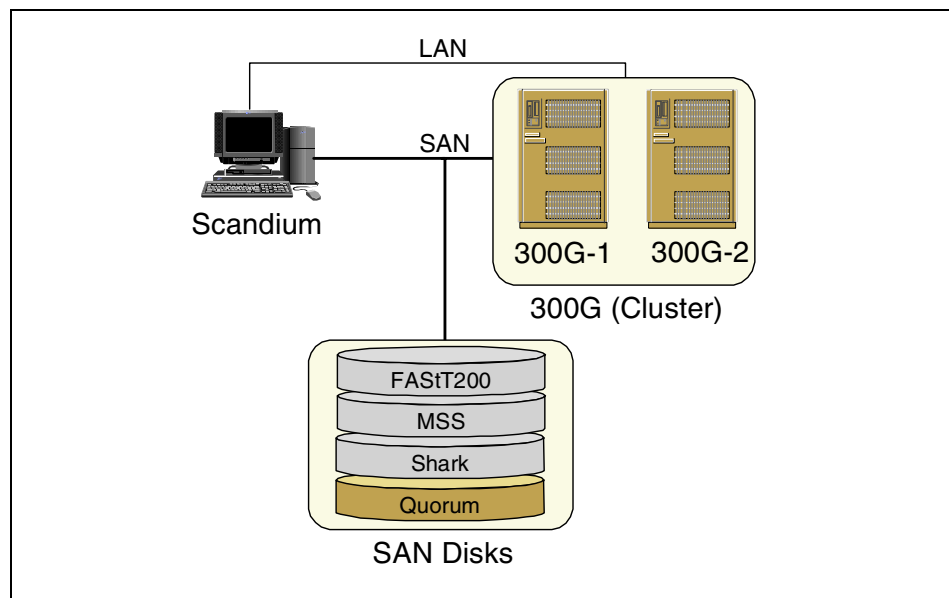 LAN
SAN
Scandium
300G-1
300G-2
300G (Cluster)
FAStT200
MSS
Shark
Quorum
SAN Disks